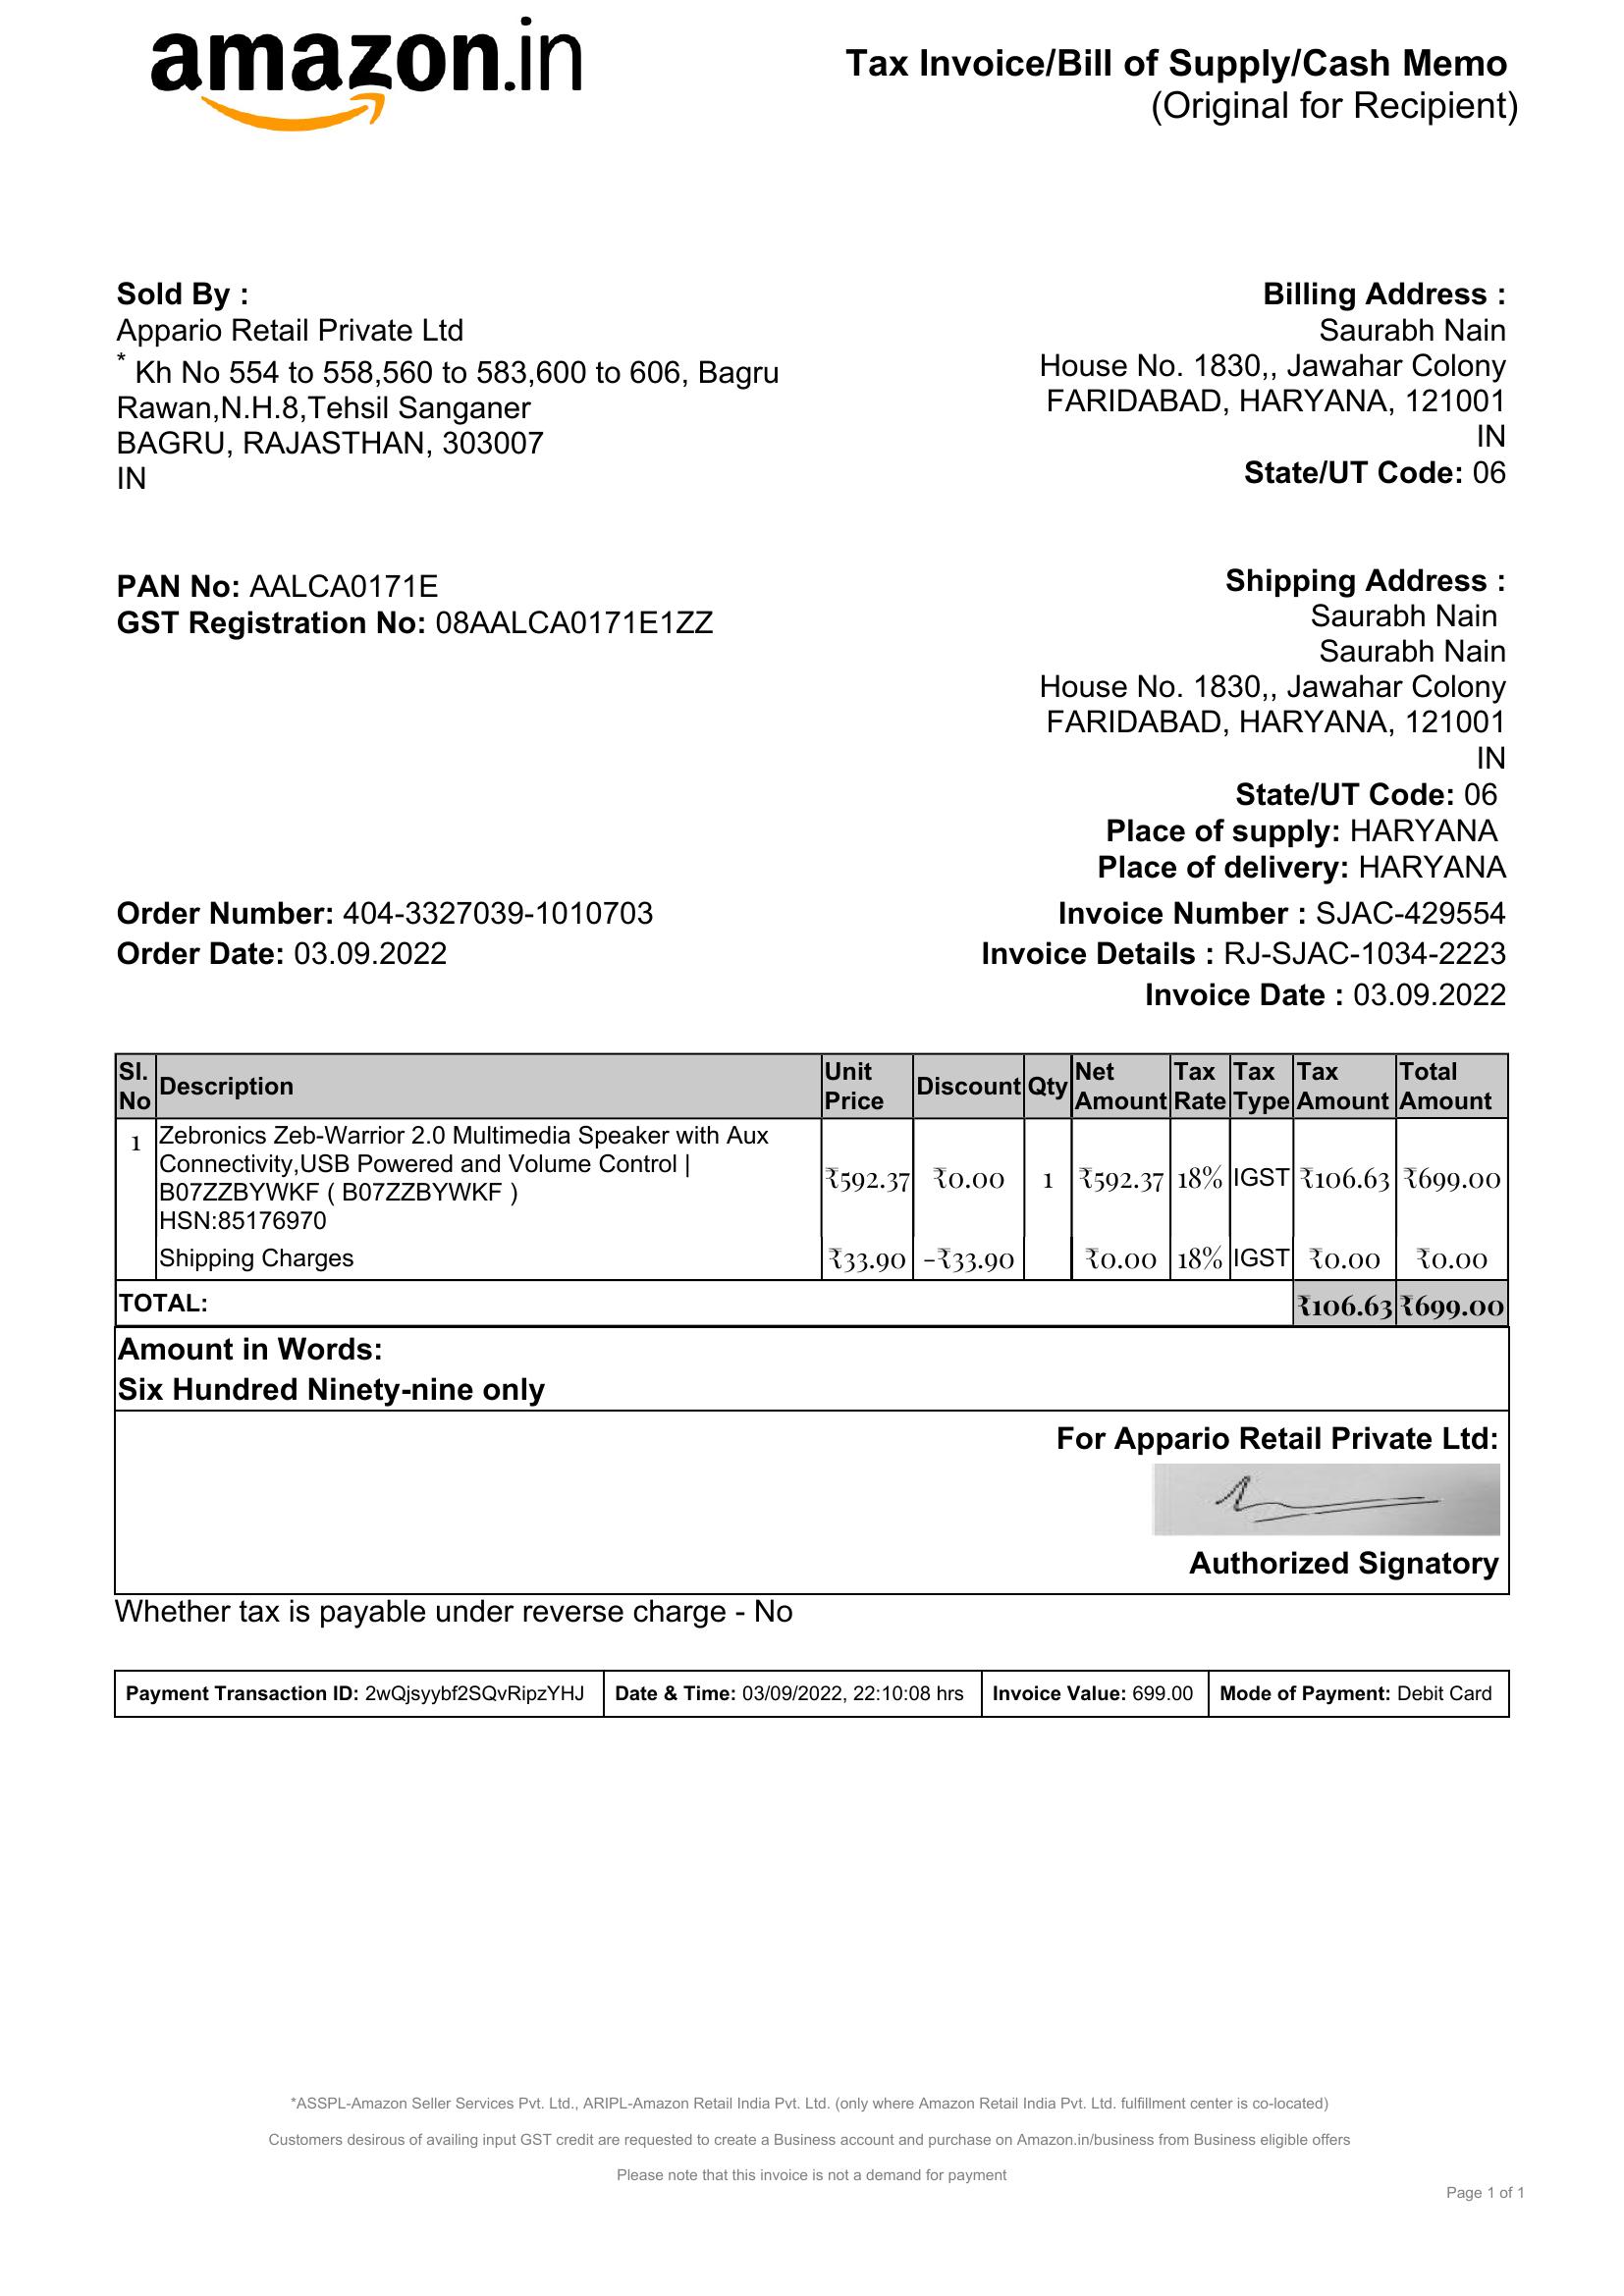 amazon.in
Tax Invoice/Bill of Supply/Cash Memo
(Original for Recipient)
Sold By :
Appario Retail Private Ltd
* Kh No 554 to 558,560 to 583,600 to 606, Bagru
Rawan,N.H.8,Tehsil Sanganer
BAGRU, RAJASTHAN, 303007
IN
Billing Address :
Saurabh Nain
House No. 1830,, Jawahar Colony
FARIDABAD, HARYANA, 121001
IN
State/UT Code: 06
PAN No: AALCA0171E
GST Registration No: 08AALCA0171E1ZZ
Shipping Address :
Saurabh Nain
Saurabh Nain
House No. 1830,, Jawahar Colony
FARIDABAD, HARYANA, 121001
IN
State/UT Code: 06
Place of supply: HARYANA
Place of delivery: HARYANA
Order Number: 404-3327039-1010703
Order Date: 03.09.2022
Invoice Number : SJAC-429554
Invoice Details : RJ-SJAC-1034-2223
Invoice Date : 03.09.2022
Sl. No Description Unit Price Discount Qty Net Amount Tax Rate Tax Type Tax Amount Total Amount
1 Zebronics Zeb-Warrior 2.0 Multimedia Speaker with Aux
Connectivity,USB Powered and Volume Control |
B07ZZBYWKF ( B07ZZBYWKF )
HSN:85176970
₹592.37 ₹0.00 1 ₹592.37 18% IGST ₹106.63 ₹699.00
Shipping Charges ₹33.90 -₹33.90 ₹0.00 18% IGST ₹0.00 ₹0.00
TOTAL: ₹106.63 ₹699.00
Amount in Words:
Six Hundred Ninety-nine only
For Appario Retail Private Ltd:
Authorized Signatory
Whether tax is payable under reverse charge - No
Payment Transaction ID: 2wQjsyybf2SQvRipzYHJ Date & Time: 03/09/2022, 22:10:08 hrs Invoice Value: 699.00 Mode of Payment: Debit Card
*ASSPL-Amazon Seller Services Pvt. Ltd., ARIPL-Amazon Retail India Pvt. Ltd. (only where Amazon Retail India Pvt. Ltd. fulfillment center is co-located)
Customers desirous of availing input GST credit are requested to create a Business account and purchase on Amazon.in/business from Business eligible offers
Please note that this invoice is not a demand for payment
Page 1 of 1